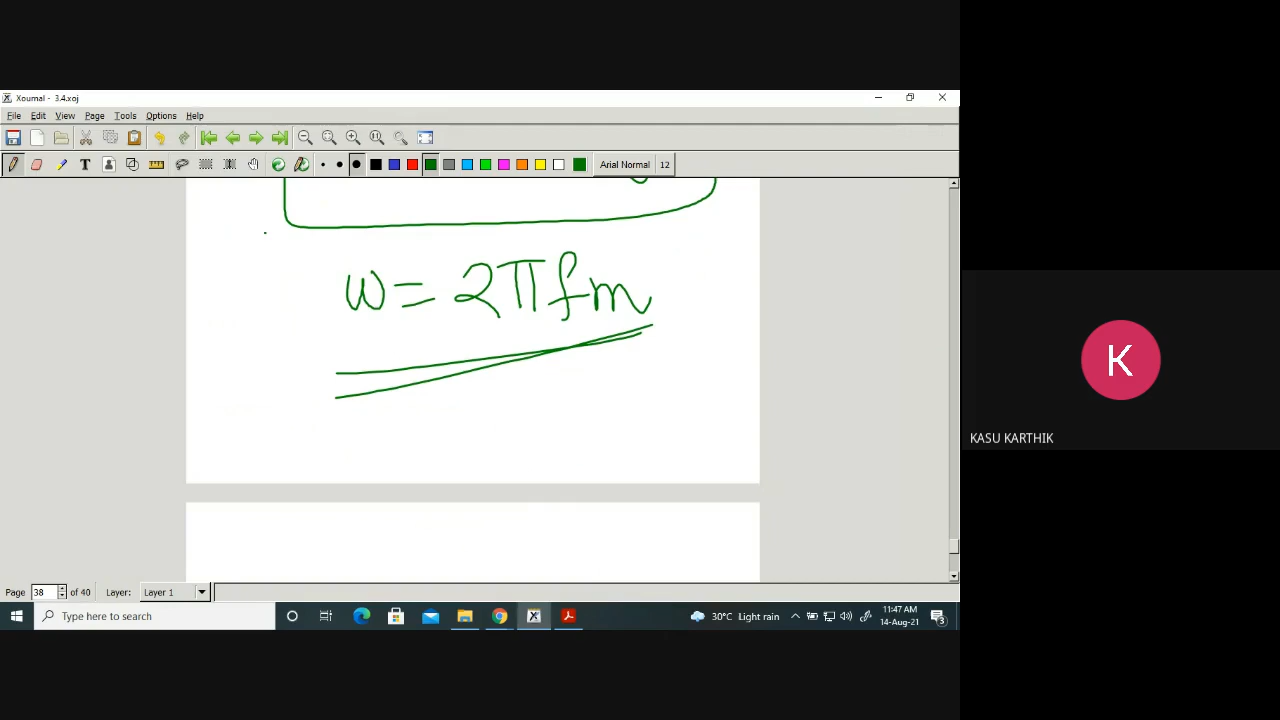 Xournal - 3.4.xoj
File Edit View Page Tools Options Help
T Arial Normal 12
ω = 2πfm
K
KASU KARTHIK
Page 38 of 40 Layer: Layer 1
Type here to search 30°C Light rain 11:47 AM
14-Aug-21
3